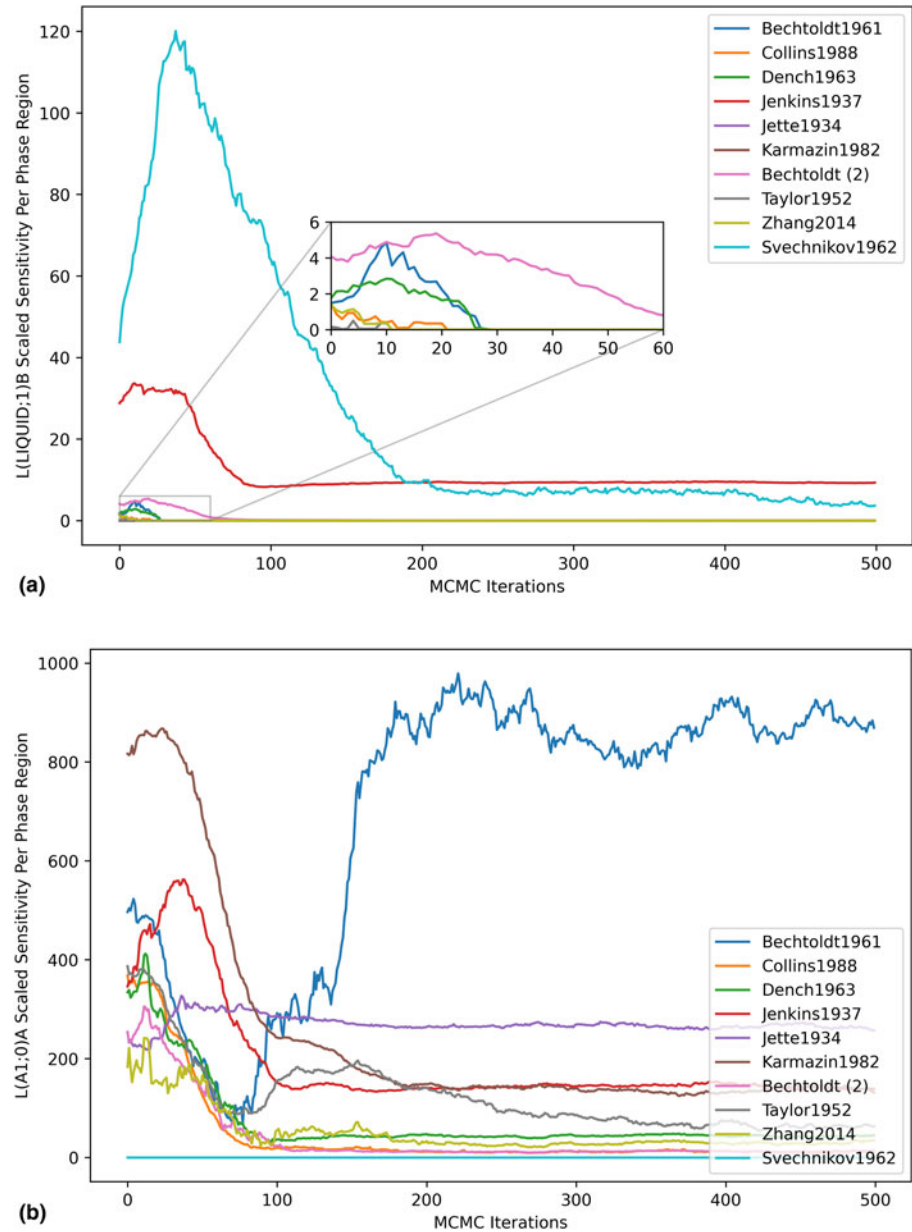 L(LIQUID;1)B Scaled Sensitivity Per Phase Region
120
100
80
60
40
20
0
0
100
200
300
400
500
MCMC Iterations
Bechtoldt1961
Collins1988
Dench1963
Jenkins1937
Jette1934
Karmazin1982
Bechtoldt (2)
Taylor1952
Zhang2014
Svechnikov1962
6
4
2
0
0
10
20
30
40
50
60
(a)
L(A1;0)A Scaled Sensitivity Per Phase Region
1000
800
600
400
200
0
0
100
200
300
400
500
MCMC Iterations
Bechtoldt1961
Collins1988
Dench1963
Jenkins1937
Jette1934
Karmazin1982
Bechtoldt (2)
Taylor1952
Zhang2014
Svechnikov1962
(b)